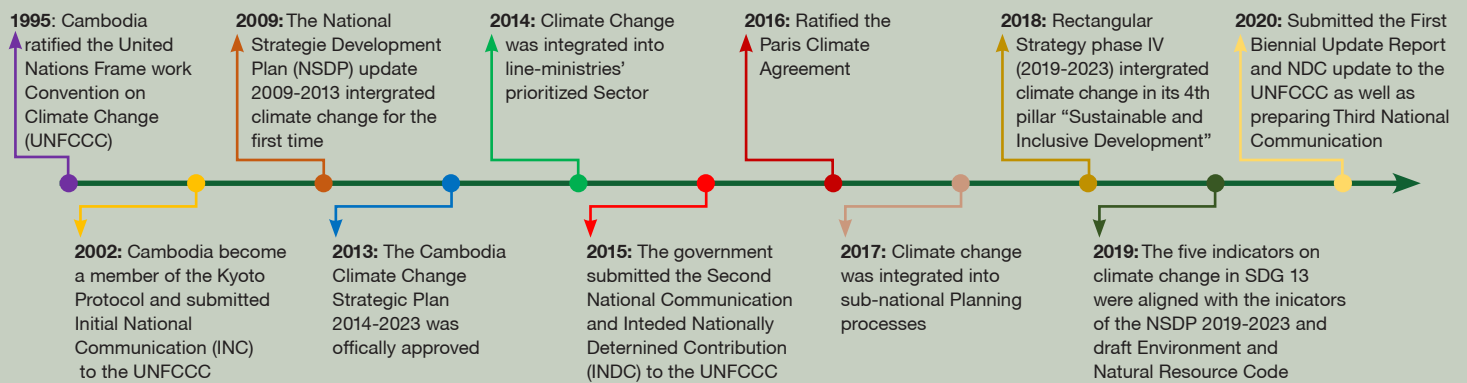 1995: Cambodia
ratified the United
Nations Frame work
Convention on
Climate Change
(UNFCCC)
2002: Cambodia become
a member of the Kyoto
Protocol and submitted
Initial National
Communication (INC)
to the UNFCCC
2009: The National
Strategie Development
Plan (NSDP) update
2009-2013 intergrated
climate change for the
first time
2013: The Cambodia
Climate Change
Strategic Plan
2014-2023 was
offically approved
2014: Climate Change
was integrated into
line-ministries’
prioritized Sector
2015: The government
submitted the Second
National Communication
and Inteded Nationally
Deternined Contribution
(INDC) to the UNFCCC
2016: Ratified the
Paris Climate
Agreement
2017: Climate change
was integrated into
sub-national Planning
processes
2018: Rectangular
Strategy phase IV
(2019-2023) intergrated
climate change in its 4th
pillar “Sustainable and
Inclusive Development”
2019: The five indicators on
climate change in SDG 13
were aligned with the inicators
of the NSDP 2019-2023 and
draft Environment and
Natural Resource Code
2020: Submitted the First
Biennial Update Report
and NDC update to the
UNFCCC as well as
preparing Third National
Communication